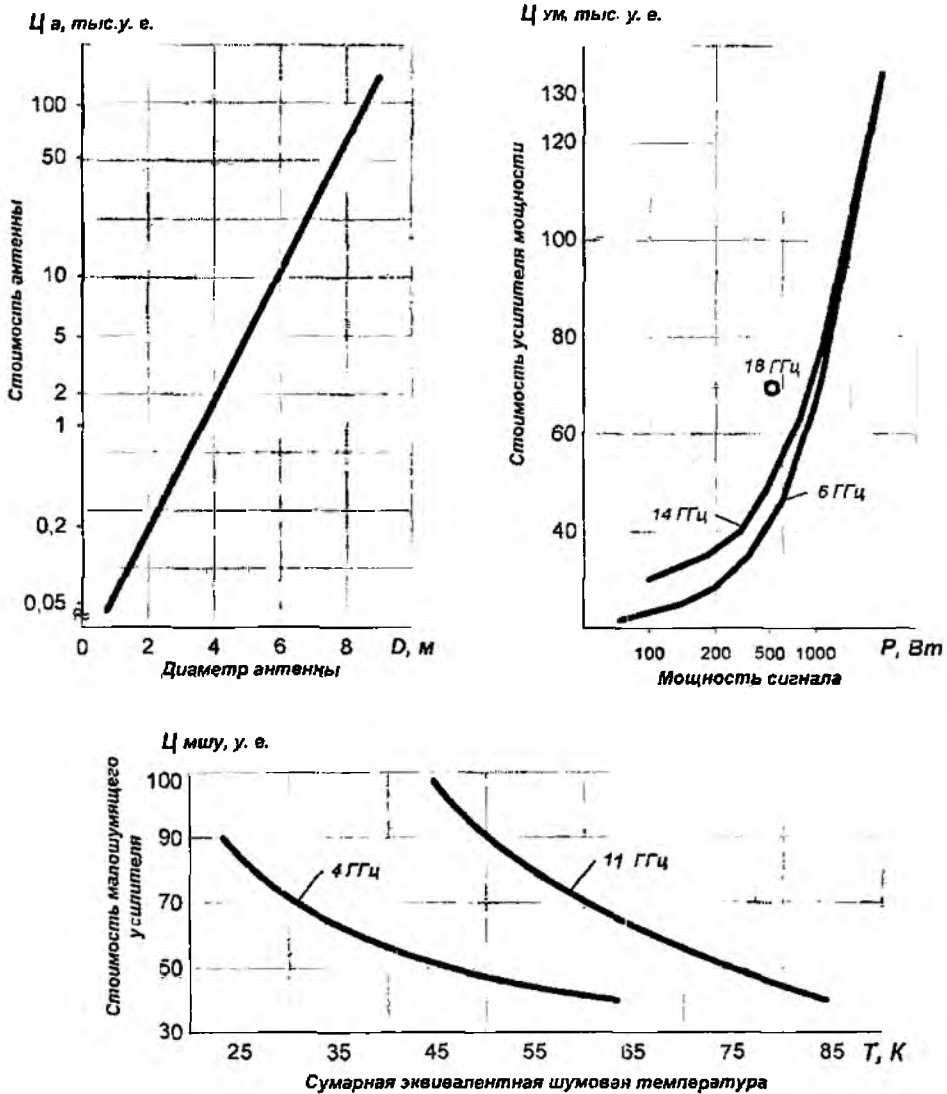 Ц а, тыс.у. е.
Стоимость антенны
100
50
10
5
2
1
0,2
0,05
0 2 4 6 8 D, м
Диаметр антенны
Ц ум, тыс. у. е.
Стоимость усилителя мощности
130
120
100
80
60
40
18 ГГц
14 ГГц
6 ГГц
100 200 500 1000 P, Вт
Мощность сигнала
Ц мшу, у. е.
Стоимость малошумящего
усилителя
100
90
70
50
30
4 ГГц
11 ГГц
25 35 45 55 65 75 85 T, К
Сумарная эквивалентная шумовая температура